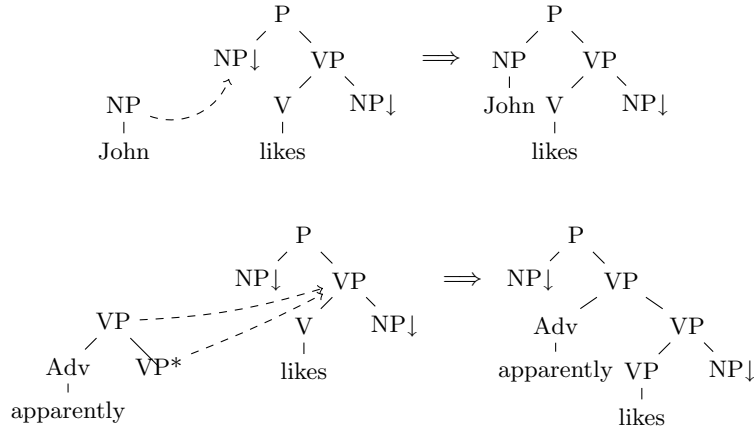 P P
NP↓ VP ⟹ NP VP
NP V NP↓ John V NP↓
John likes likes
P P
NP↓ VP ⟹ NP↓ VP
VP V NP↓ Adv VP
Adv VP* likes apparently VP NP↓
apparently likes